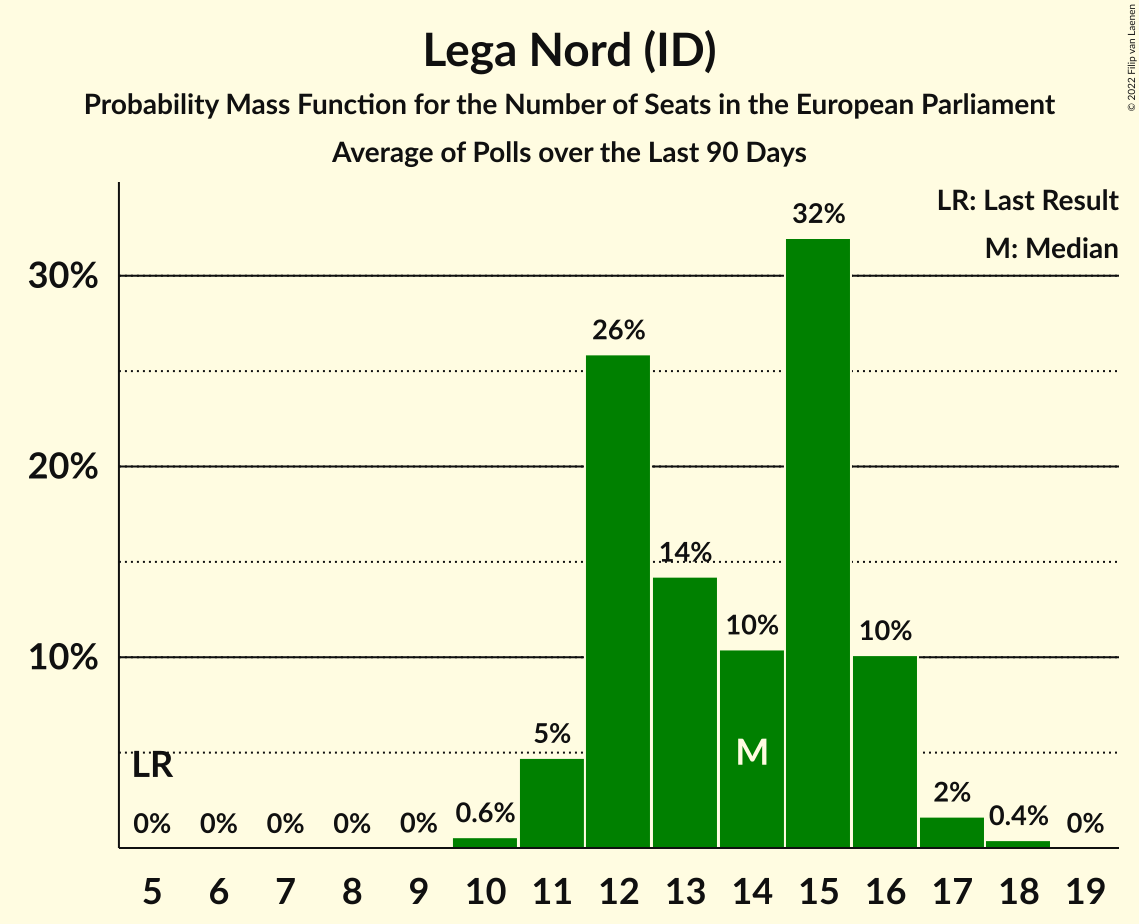 Lega Nord (ID)
Probability Mass Function for the Number of Seats in the European Parliament
Average of Polls over the Last 90 Days
© 2022 Filip van Laenen
LR: Last Result
M: Median
30%
20%
10%
LR
0%
0%
0%
0%
0%
0.6%
5%
26%
14%
10%
M
32%
10%
2%
0.4%
0%
5 6 7 8 9 10 11 12 13 14 15 16 17 18 19